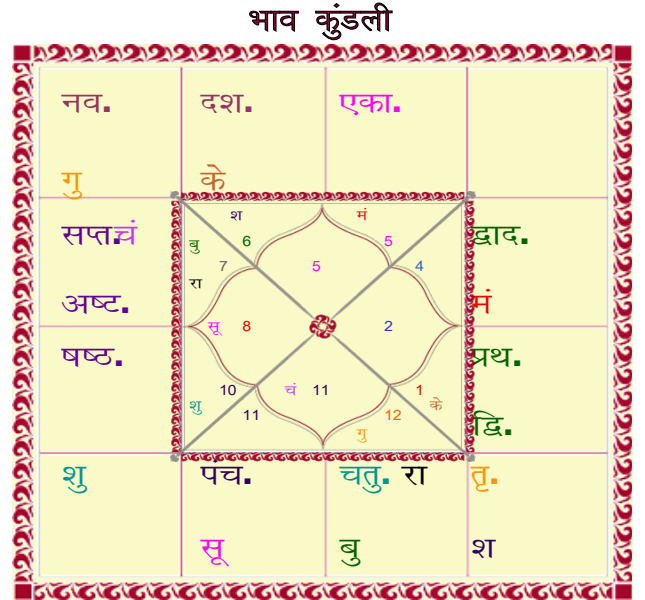 भाव कुंडली
नव. दश. एका.
गु के
श मं
सप्त. चं बु 6 5 द्वाद.
7 5 4
रा
अष्ट. मं
सू 8 2
षष्ठ. प्रथ.
10 चं 11 1
शु 11 12 के
द्वि.
गु
शु पंच. चतु. रा तृ.
सू बु श